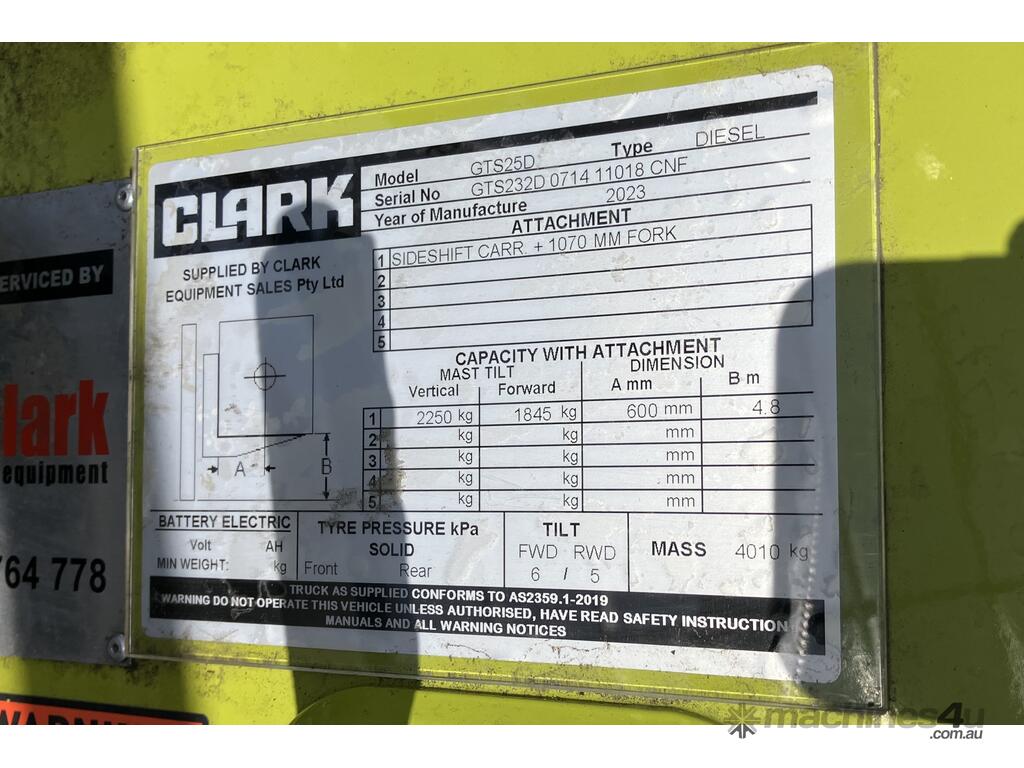 CLARK
Model GTS25D Type DIESEL
Serial No GTS232D 0714 11018 CNF
Year of Manufacture 2023
ATTACHMENT
1 SIDESHIFT CARR. + 1070 MM FORK
2
3
4
5
SUPPLIED BY CLARK
EQUIPMENT SALES Pty Ltd
A
B
CAPACITY WITH ATTACHMENT
MAST TILT DIMENSION
Vertical Forward A mm B m
1 2250 kg 1845 kg 600 mm 4.8
2 kg kg mm
3 kg kg mm
4 kg kg mm
5 kg kg mm
BATTERY ELECTRIC
Volt AH
MIN WEIGHT: kg
TYRE PRESSURE kPa
SOLID
Front Rear
TILT
FWD RWD
6 / 5
MASS 4010 kg
TRUCK AS SUPPLIED CONFORMS TO AS2359.1-2019
WARNING DO NOT OPERATE THIS VEHICLE UNLESS AUTHORISED, HAVE READ SAFETY INSTRUCTION
MANUALS AND ALL WARNING NOTICES
ERVICED BY
lark
equipment
764 778
WARNI
machines4u
.com.au